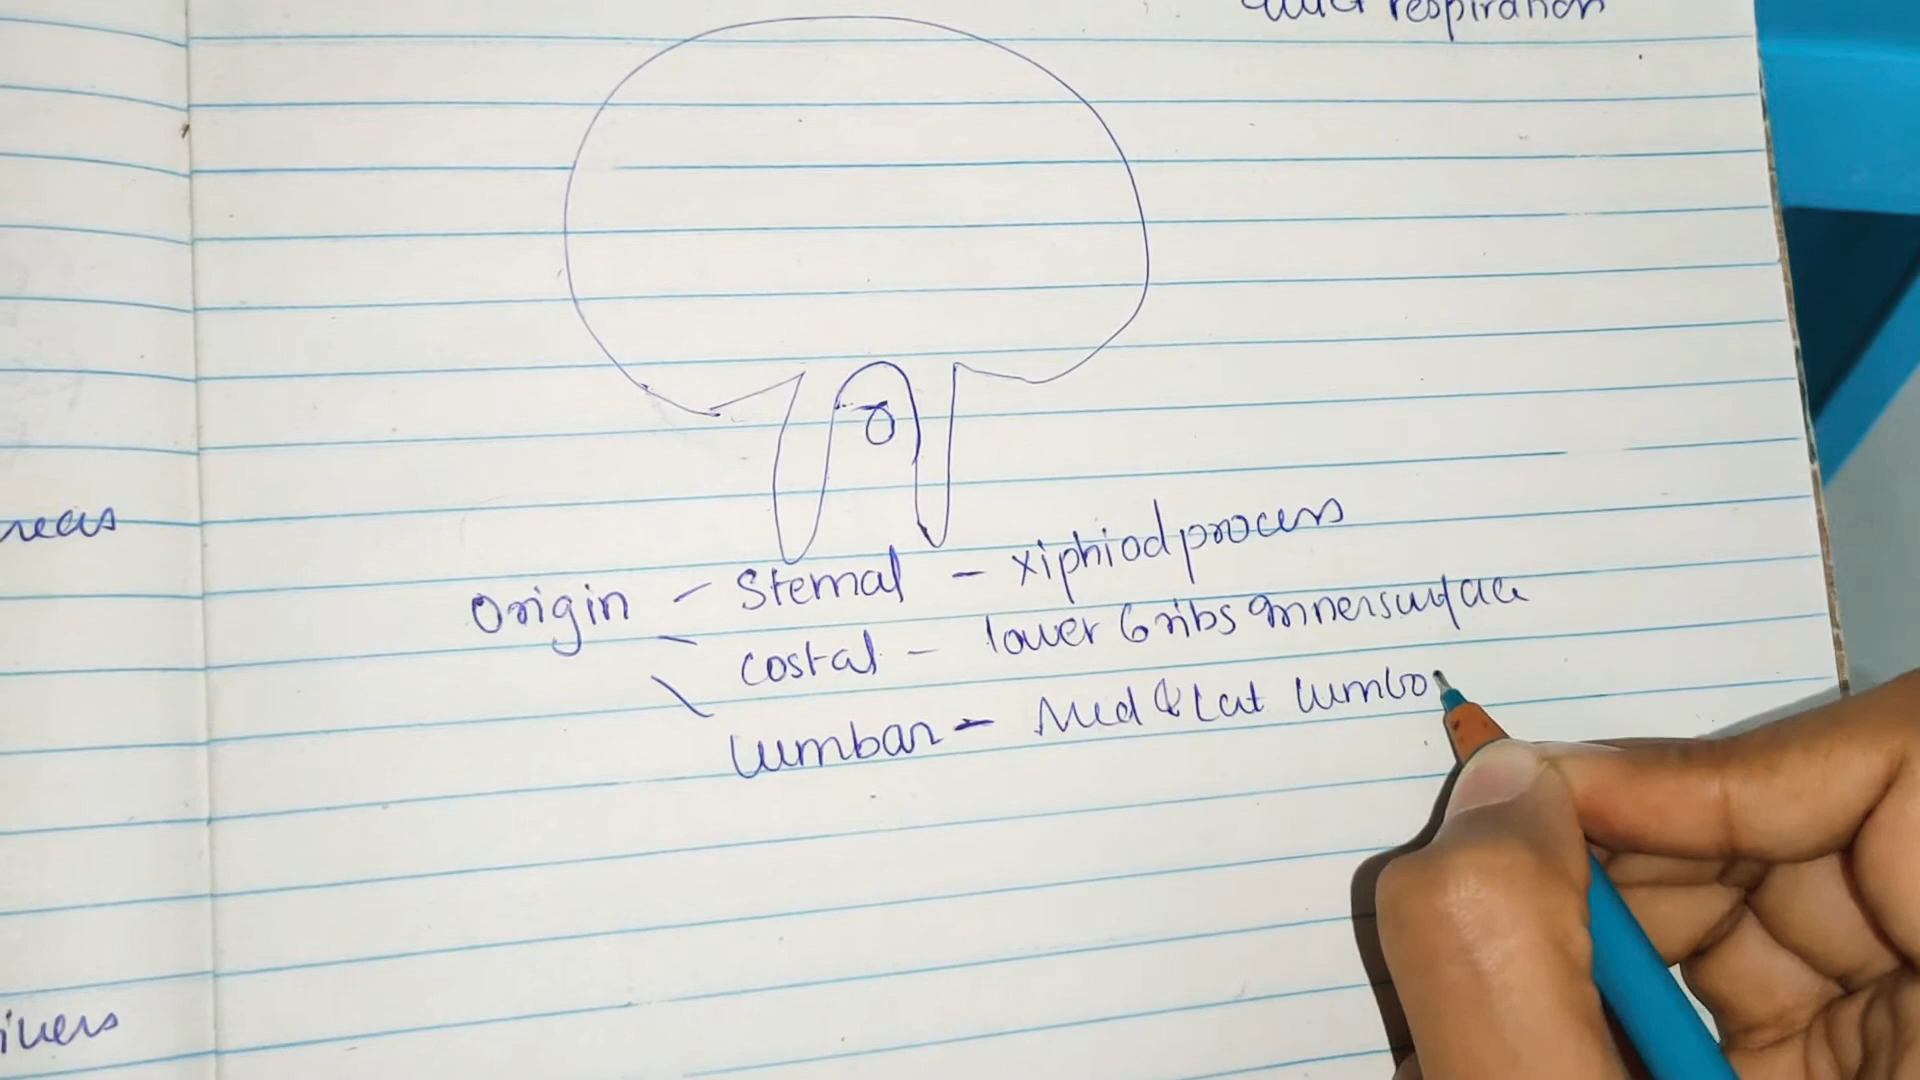 respiration
Origin - Sternal - xiphiod process
costal - lower 6 ribs Innersurface
lumbar - Med & Lat lumbo